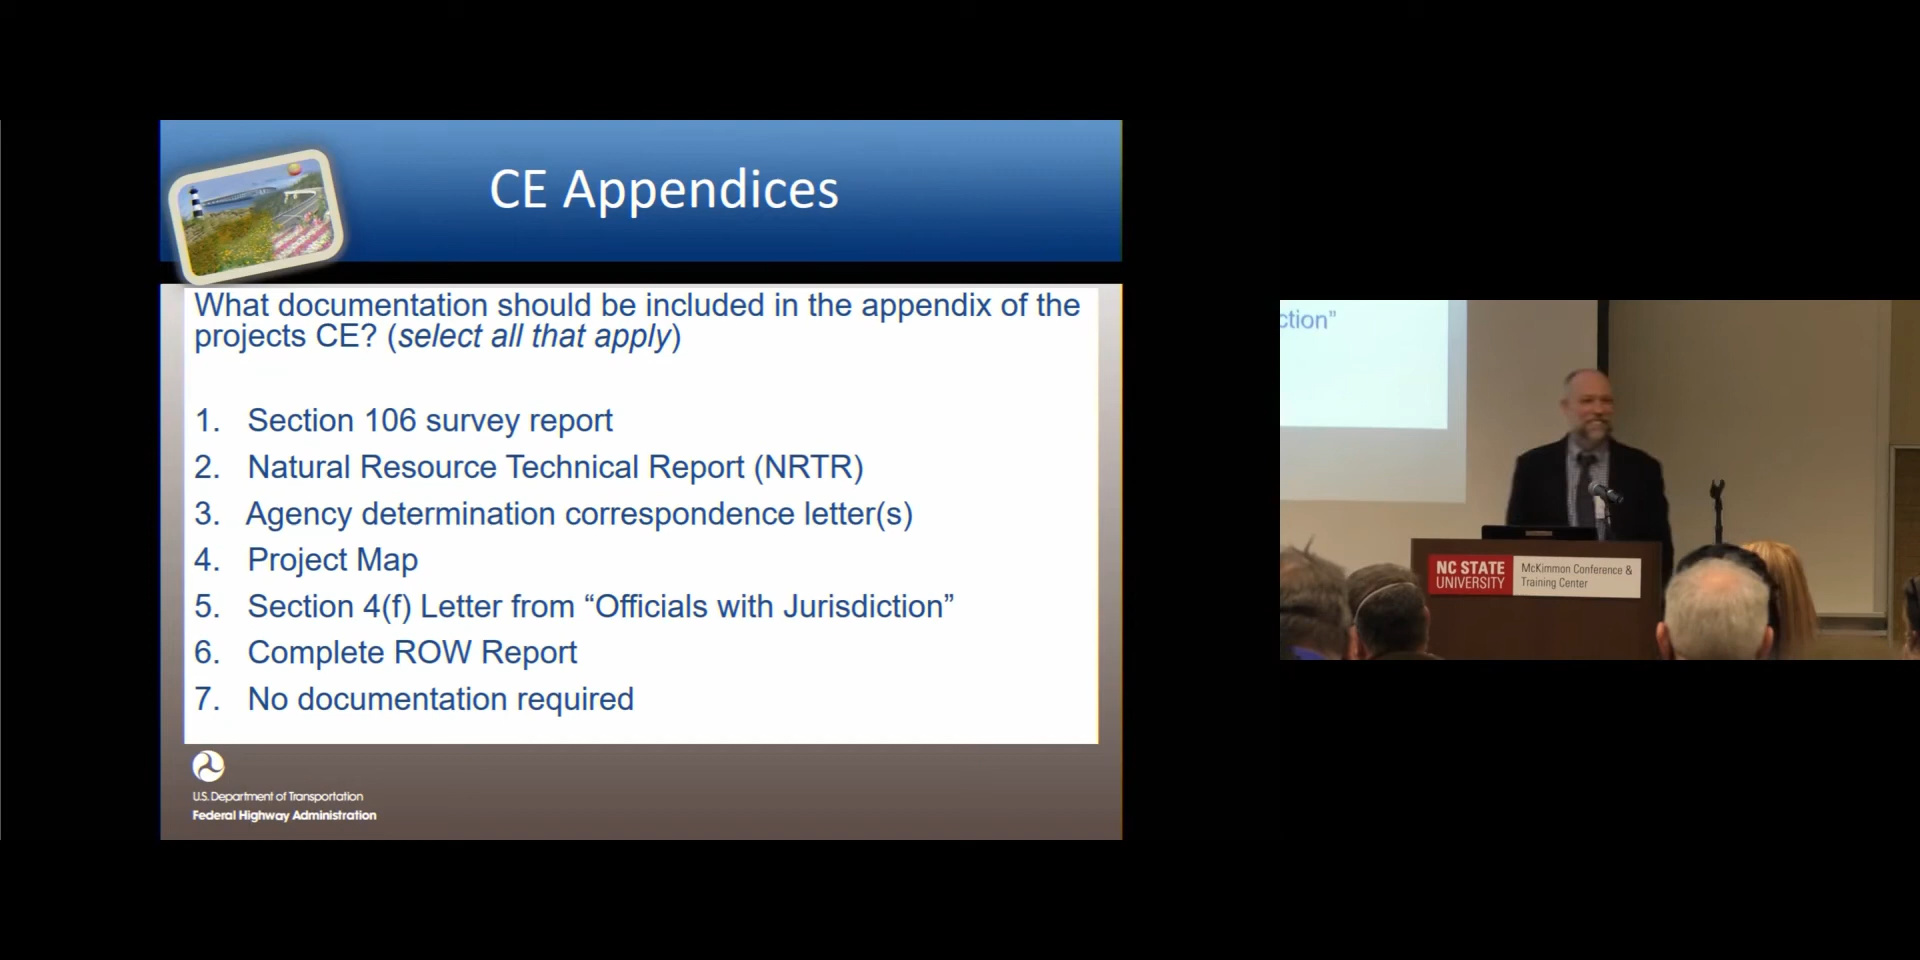 CE Appendices
What documentation should be included in the appendix of the
projects CE? (select all that apply)
1. Section 106 survey report
2. Natural Resource Technical Report (NRTR)
3. Agency determination correspondence letter(s)
4. Project Map
5. Section 4(f) Letter from “Officials with Jurisdiction”
6. Complete ROW Report
7. No documentation required
U.S. Department of Transportation
Federal Highway Administration
ction”
NC STATE
UNIVERSITY
McKimmon Conference &
Training Center